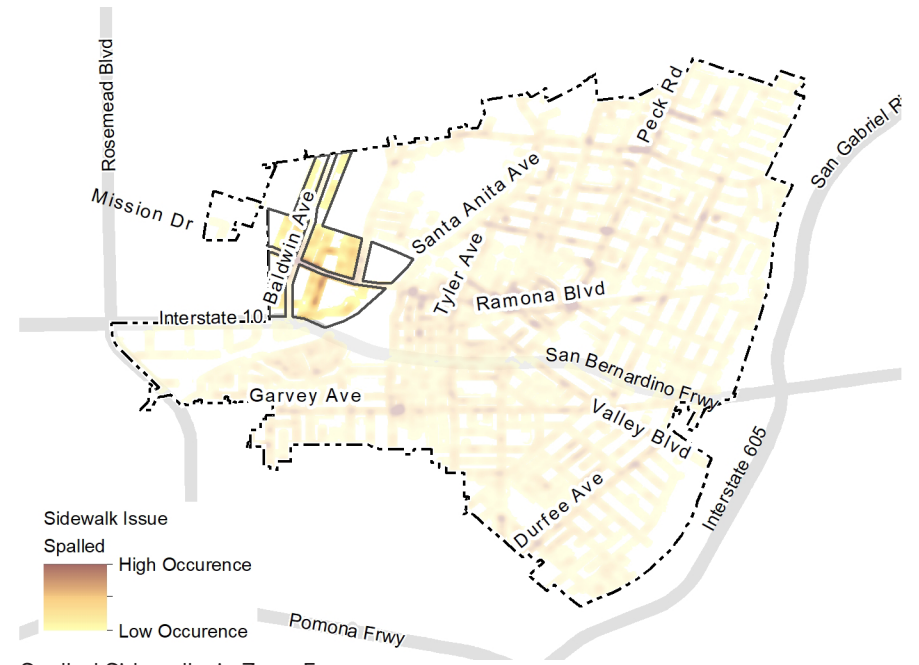 Rosemead Blvd
Peck Rd
San Gabriel
Mission Dr
Santa Anita Ave
Baldwin Ave
Tyler Ave
Ramona Blvd
Interstate 10
San Bernardino Frwy
Garvey Ave
Valley Blvd
Interstate 605
Durfee Ave
Sidewalk Issue
Spalled
High Occurence
Low Occurence
Pomona Frwy